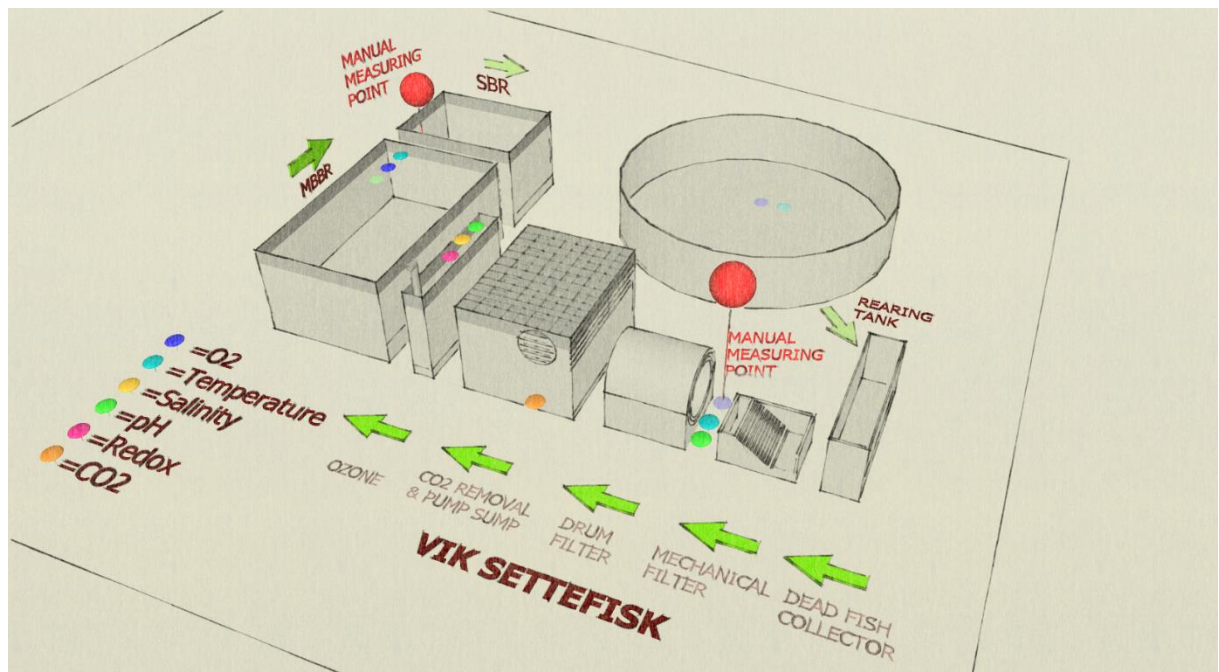 MANUAL
MEASURING
POINT
SBR
MBBR
REARING
TANK
MANUAL
MEASURING
POINT
=O2
=Temperature
=Salinity
=pH
=Redox
=CO2
OZONE
CO2 REMOVAL
& PUMP SUMP
DRUM
FILTER
MECHANICAL
FILTER
DEAD FISH
COLLECTOR
VIK SETTEFISK